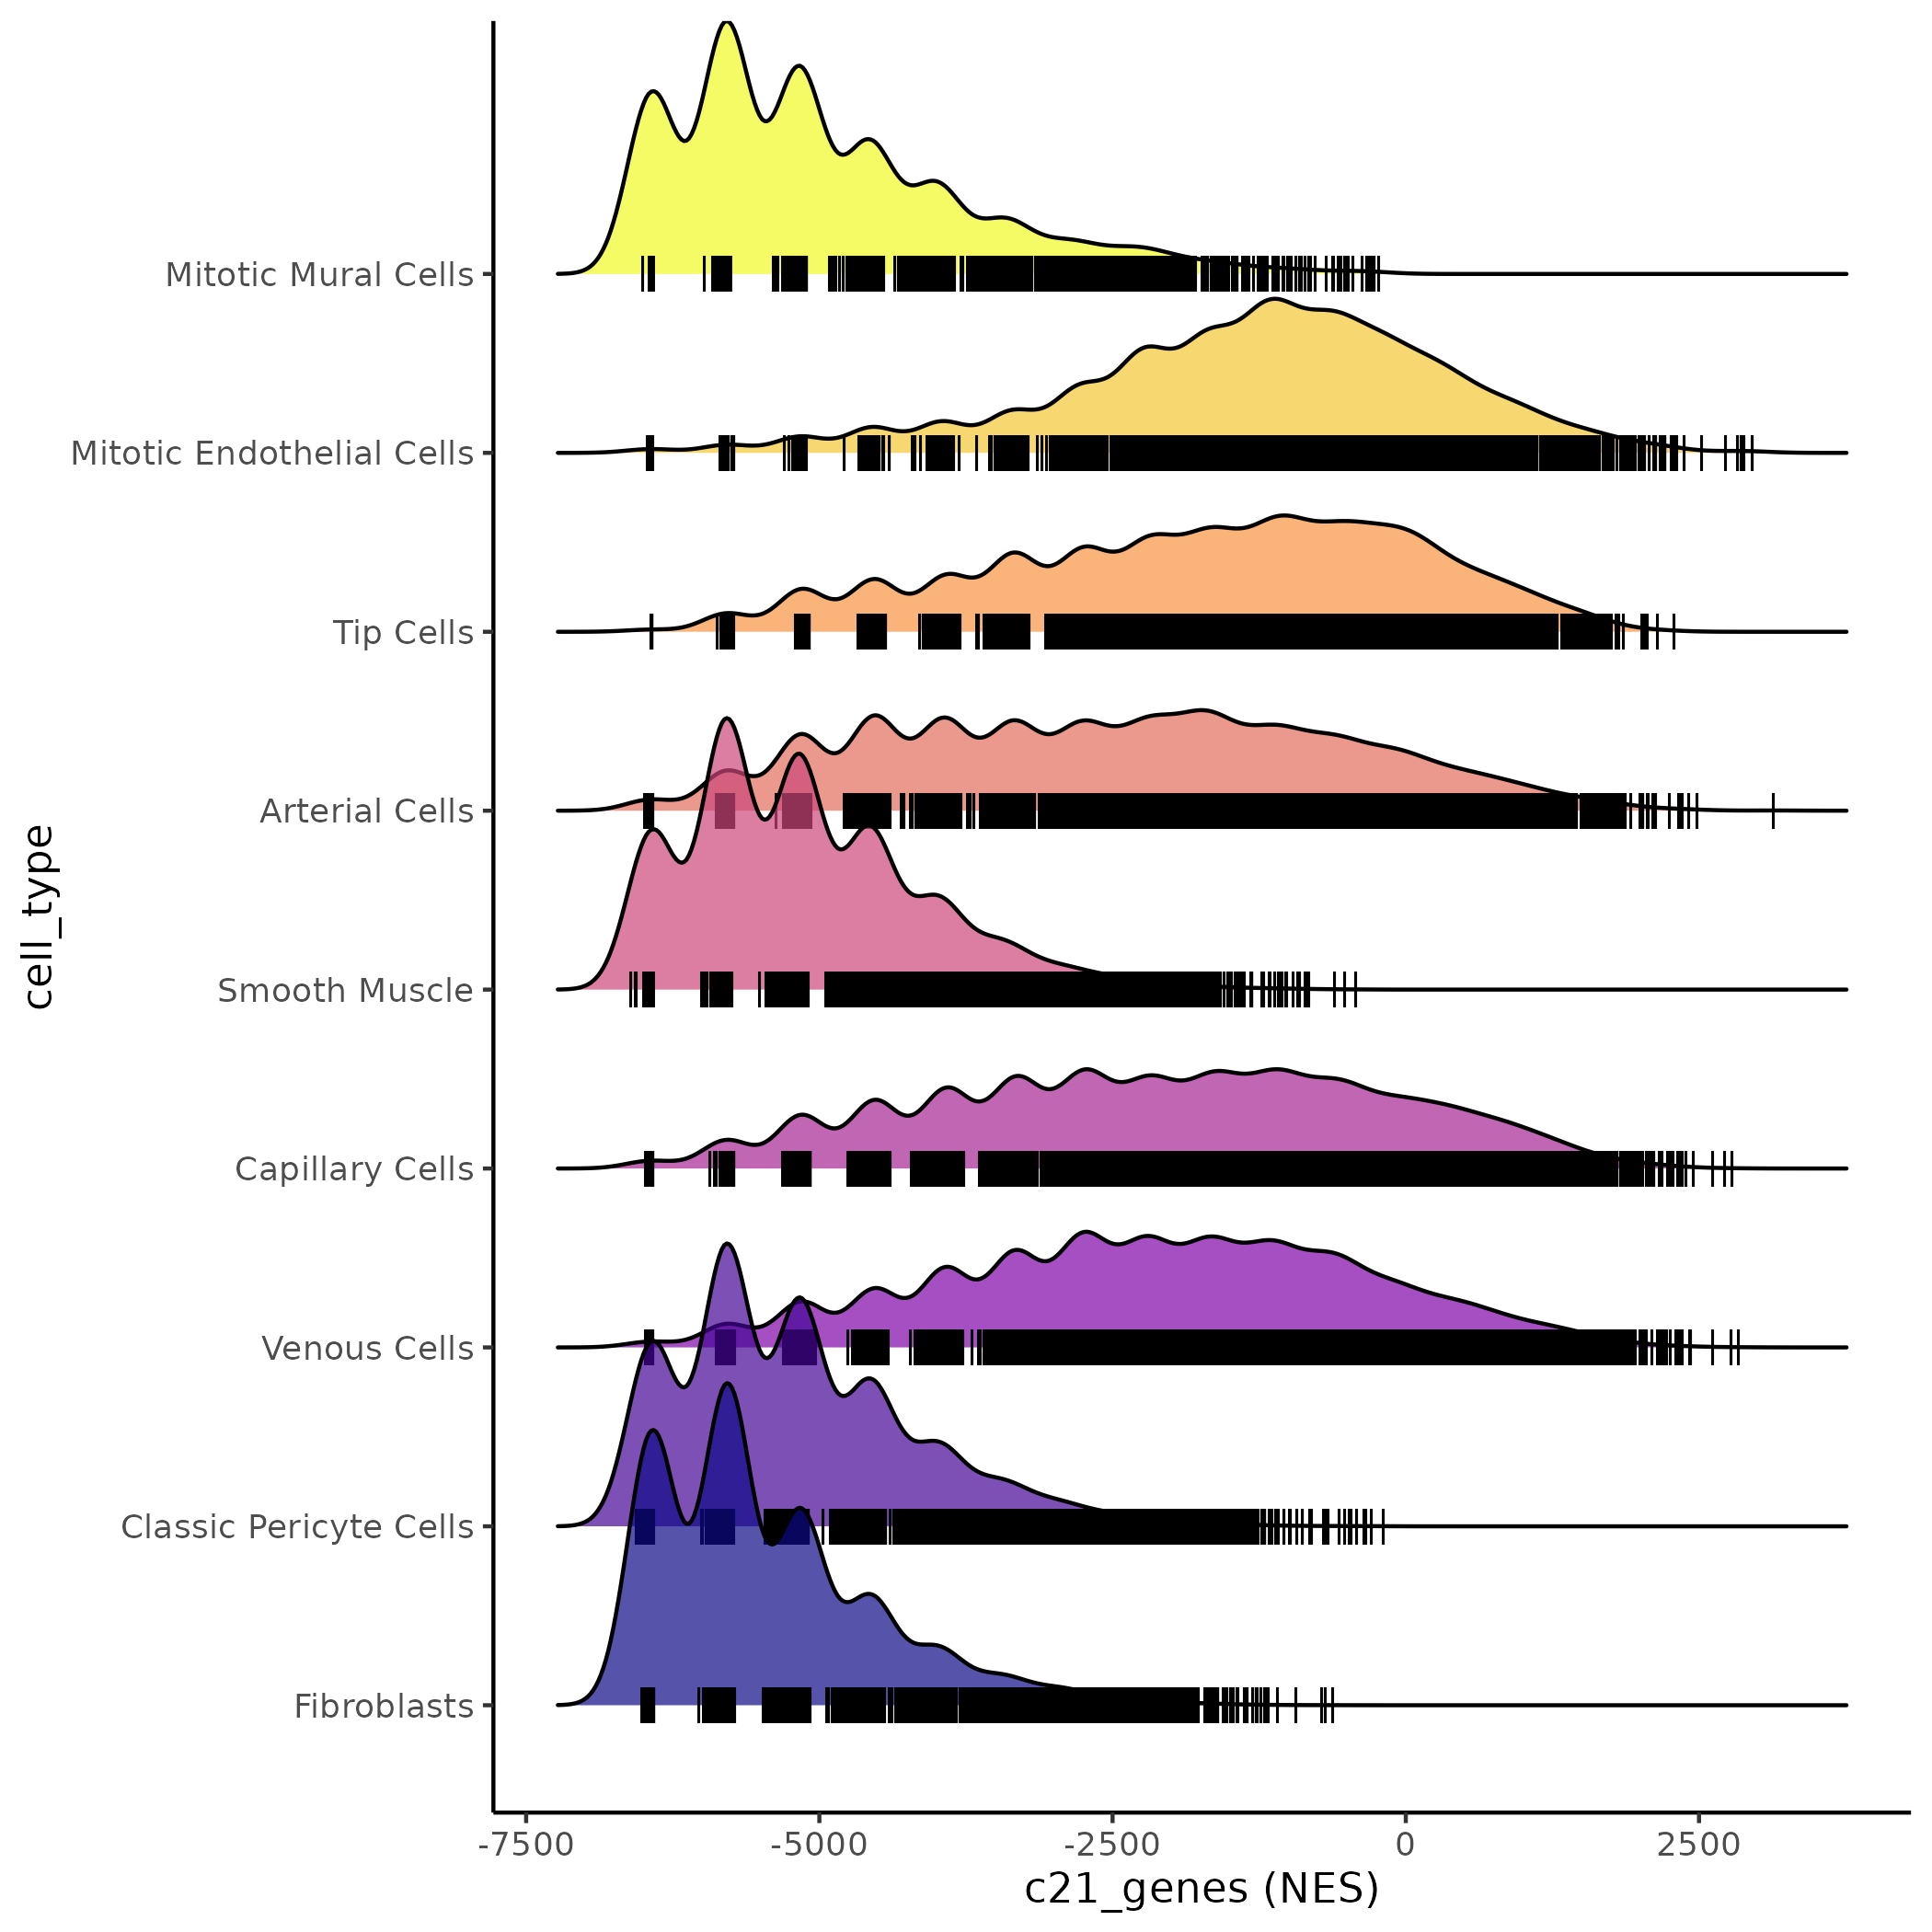 Mitotic Mural Cells
Mitotic Endothelial Cells
Tip Cells
Arterial Cells
Smooth Muscle
Capillary Cells
Venous Cells
Classic Pericyte Cells
Fibroblasts
cell_type
-7500 -5000 -2500 0 2500
c21_genes (NES)